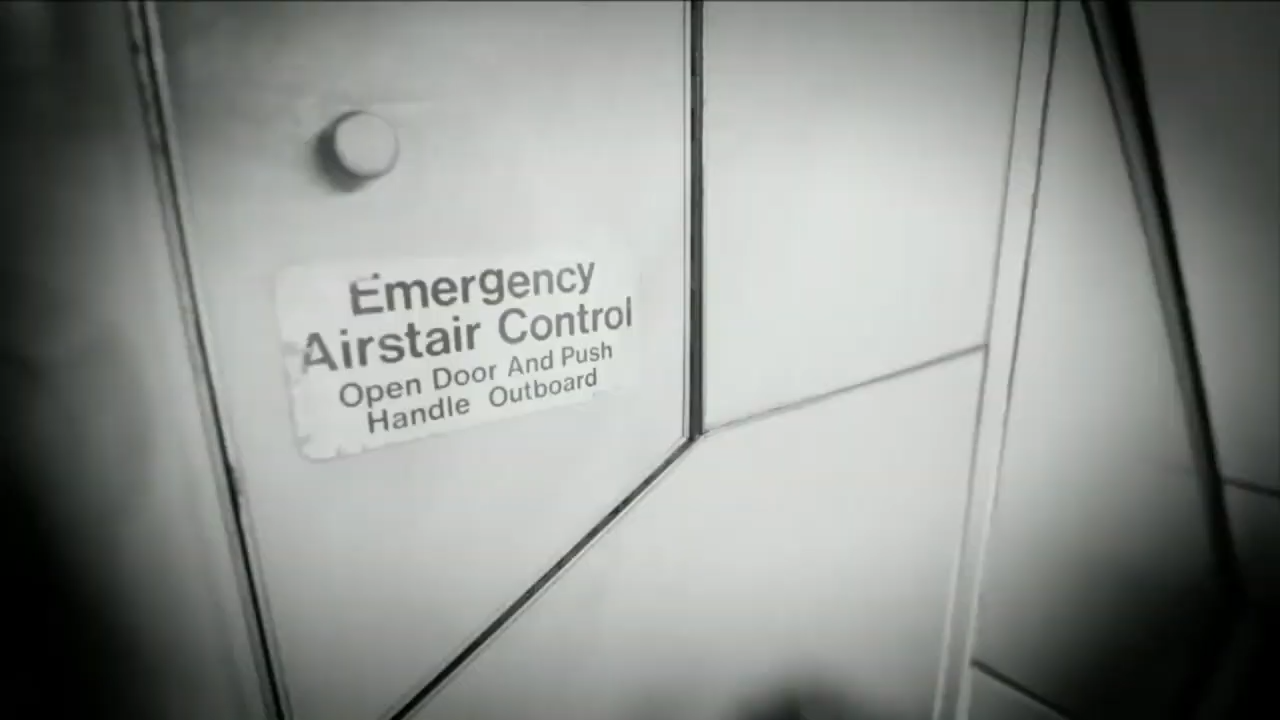 Emergency
Airstair Control
Open Door And Push
Handle Outboard